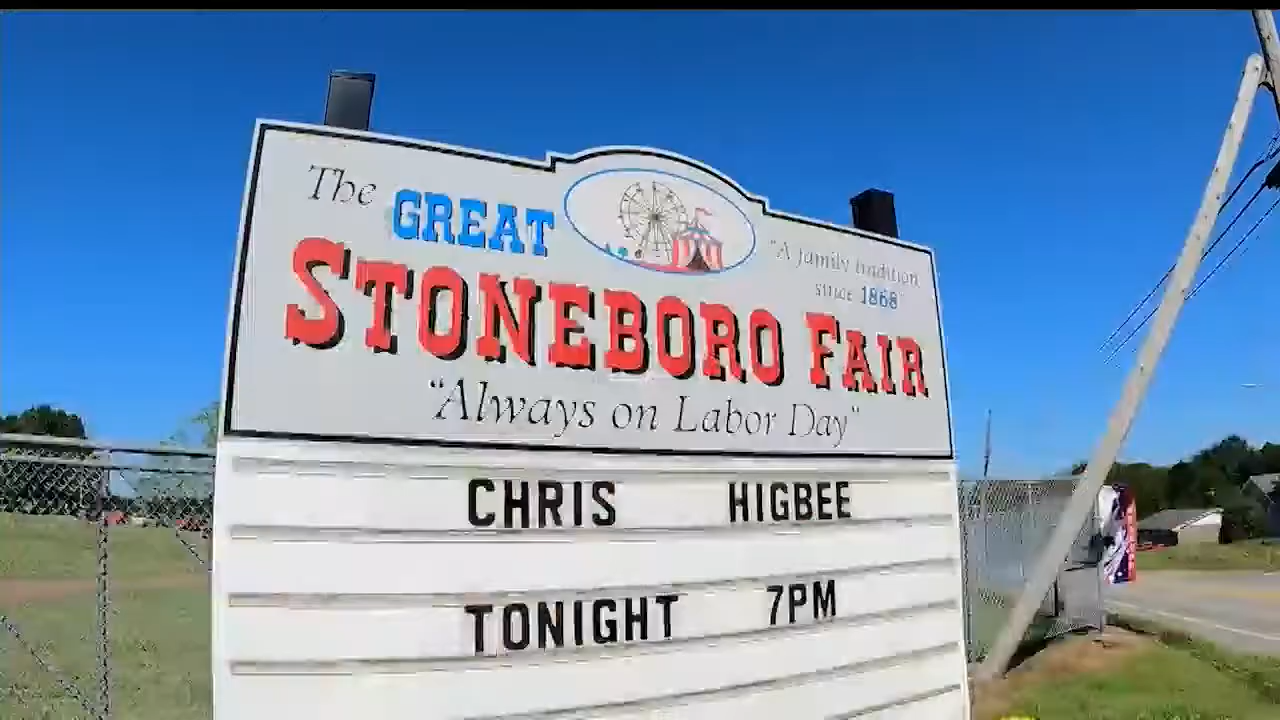 The GREAT
"A family tradition
since 1868"
STONEBORO FAIR
"Always on Labor Day"
CHRIS HIGBEE
TONIGHT 7PM